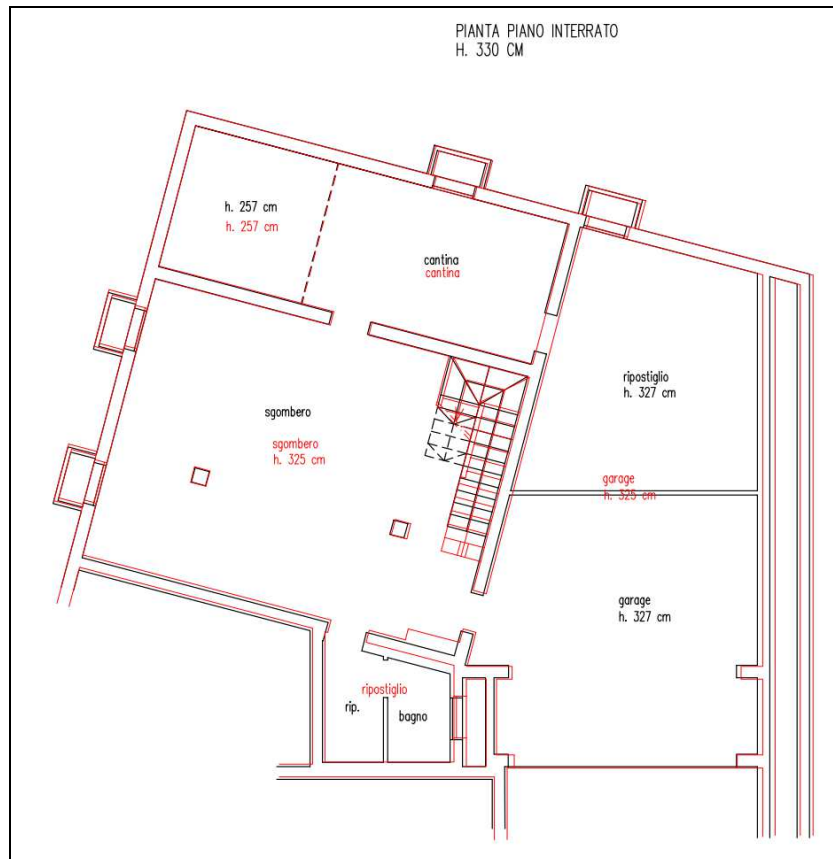 PIANTA PIANO INTERRATO
H. 330 CM
h. 257 cm
h. 257 cm
cantina
cantina
ripostiglio
h. 327 cm
sgombero
sgombero
h. 325 cm
garage
h. 325 cm
garage
h. 327 cm
ripostiglio
rip.
bagno